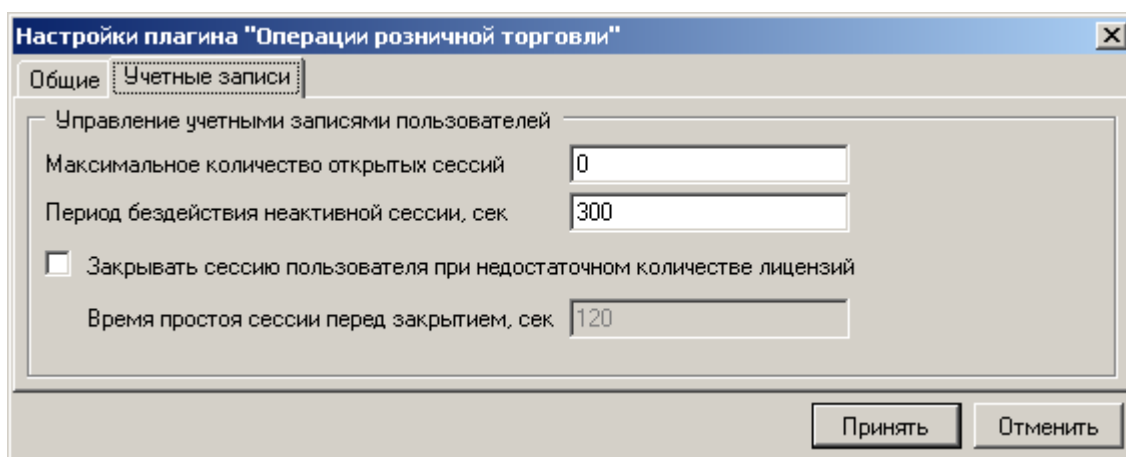 Настройки плагина "Операции розничной торговли"
Общие Учетные записи
Управление учетными записями пользователей
Максимальное количество открытых сессий 0
Период бездействия неактивной сессии, сек 300
Закрывать сессию пользователя при недостаточном количестве лицензий
Время простоя сессии перед закрытием, сек 120
Принять Отменить